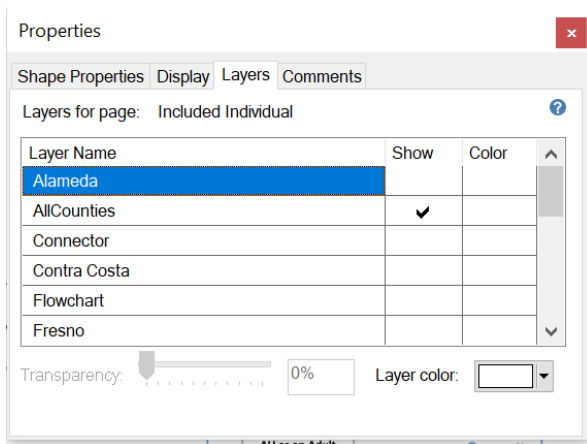 Properties
Shape Properties Display Layers Comments
Layers for page: Included Individual
Layer Name Show Color
Alameda
AllCounties
Connector
Contra Costa
Flowchart
Fresno
Transparency: 0% Layer color: